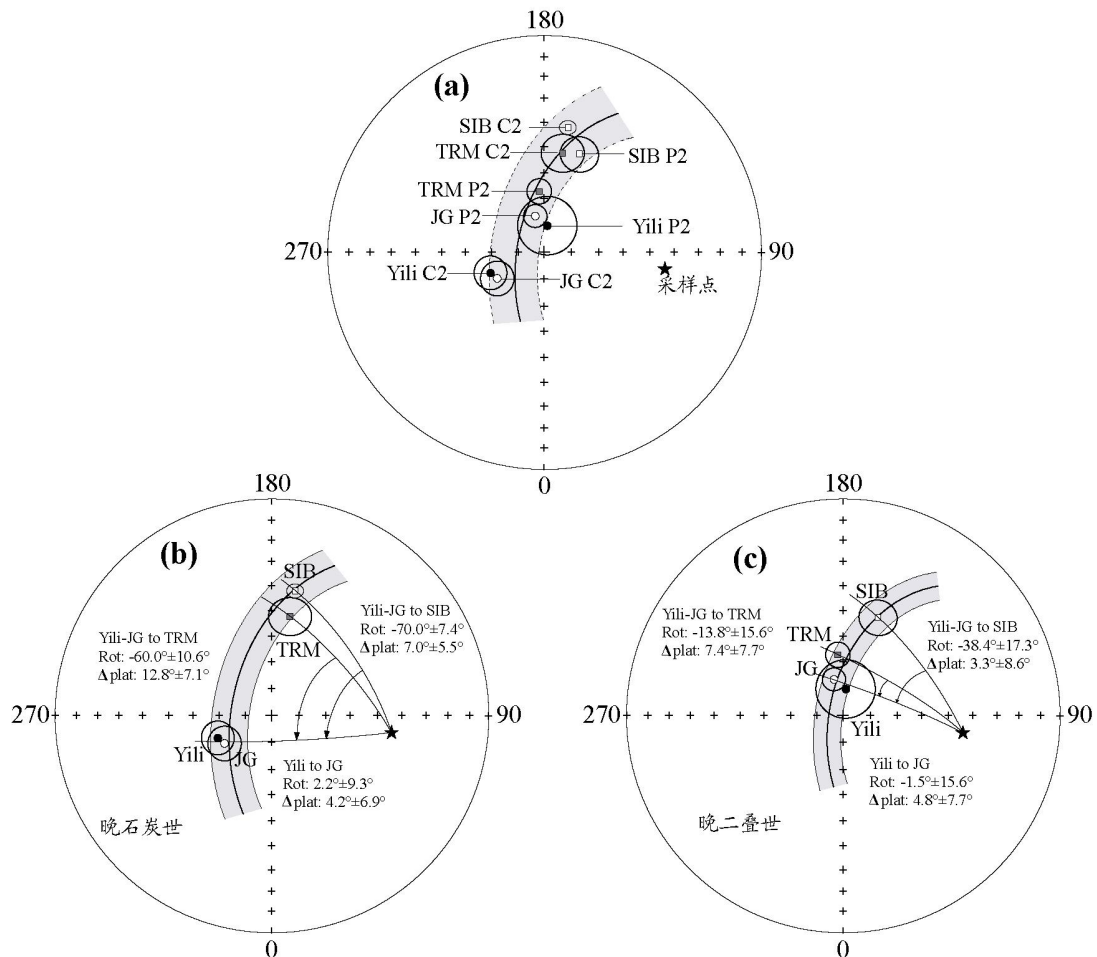 180
(a)
SIB C2
TRM C2
SIB P2
TRM P2
JG P2
Yili P2
270
90
Yili C2
JG C2
采样点
0
180
(b)
SIB
Yili-JG to SIB
Rot: -70.0°±7.4°
Δplat: 7.0°±5.5°
Yili-JG to TRM
Rot: -60.0°±10.6°
Δplat: 12.8°±7.1°
TRM
270
90
Yili
JG
Yili to JG
Rot: 2.2°±9.3°
Δplat: 4.2°±6.9°
晚石炭世
0
180
(c)
SIB
Yili-JG to TRM
Rot: -13.8°±15.6°
Δplat: 7.4°±7.7°
Yili-JG to SIB
Rot: -38.4°±17.3°
Δplat: 3.3°±8.6°
TRM
JG
270
90
Yili
Yili to JG
Rot: -1.5°±15.6°
Δplat: 4.8°±7.7°
晚二叠世
0